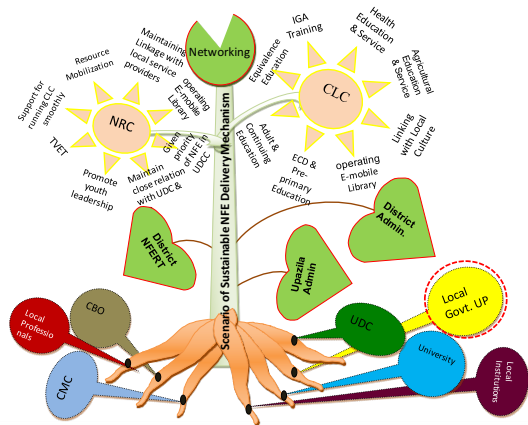 Networking
Scenario of Sustainable NFE Delivery Mechanism
NRC
Maintaining
Linkage with
local service
providers
Resource
Mobilization
Support for
running CLC
smoothly
TVET
Promote
youth
leadership
Maintain
close relation
with UDC &
Given
priority
of NFE in
UDCC
operating
E-mobile
Library
CLC
Equivalence
Education
IGA
Training
Health
Education
& Service
Agricultural
Education
& Service
Linking
with Local
Culture
operating
E-mobile
Library
ECD &
Pre-
primary
Education
Adult &
Continuing
Education
District
NFERT
Upazila
Admin
District
Admin.
Local
Professio
nals
CBO
CMC
UDC
Local
Govt. UP
University
Local
Institutions